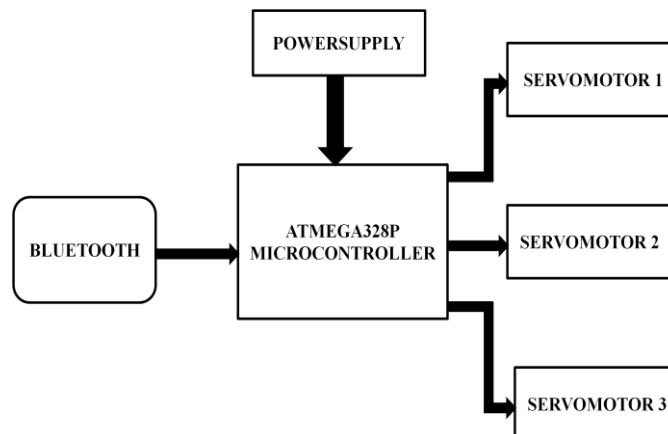 POWERSUPPLY
SERVOMOTOR 1
BLUETOOTH
ATMEGA328P
MICROCONTROLLER
SERVOMOTOR 2
SERVOMOTOR 3